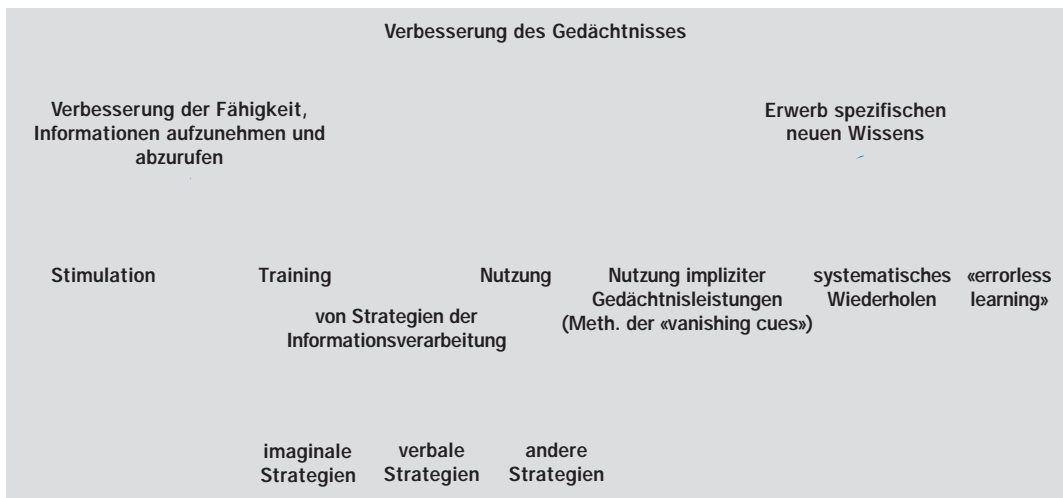 Verbesserung des Gedächtnisses
Verbesserung der Fähigkeit,
Informationen aufzunehmen und
abzurufen
Erwerb spezifischen
neuen Wissens
Stimulation
Training
Nutzung
von Strategien der
Informationsverarbeitung
Nutzung impliziter
Gedächtnisleistungen
(Meth. der «vanishing cues»)
systematisches
Wiederholen
«errorless
learning»
imaginale
Strategien
verbale
Strategien
andere
Strategien